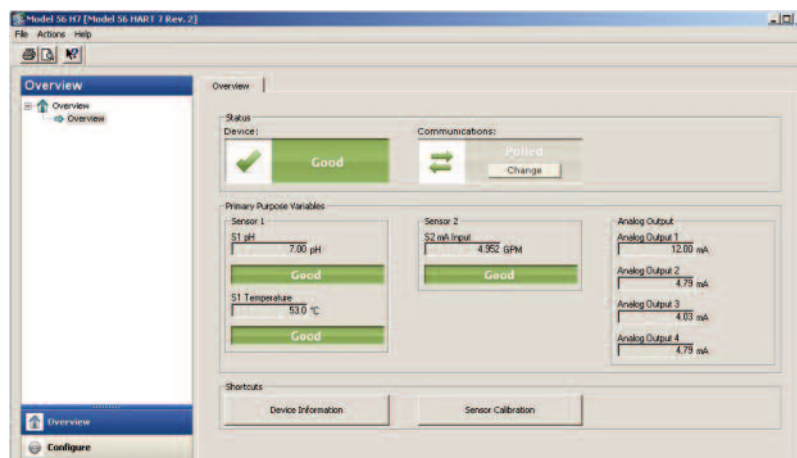 Model 56 H7 [Model 56 HART 7 Rev. 2]
File Actions Help
Overview
Overview
Overview
Overview
Status
Device:
Good
Communications:
Polled
Change
Primary Purpose Variables
Sensor 1
S1 pH
7.00 pH
Good
S1 Temperature
53.0 °C
Good
Sensor 2
S2 mA Input
4.952 GPM
Good
Analog Output
Analog Output 1
12.00 mA
Analog Output 2
4.79 mA
Analog Output 3
4.03 mA
Analog Output 4
4.79 mA
Shortcuts
Device Information
Sensor Calibration
Overview
Configure